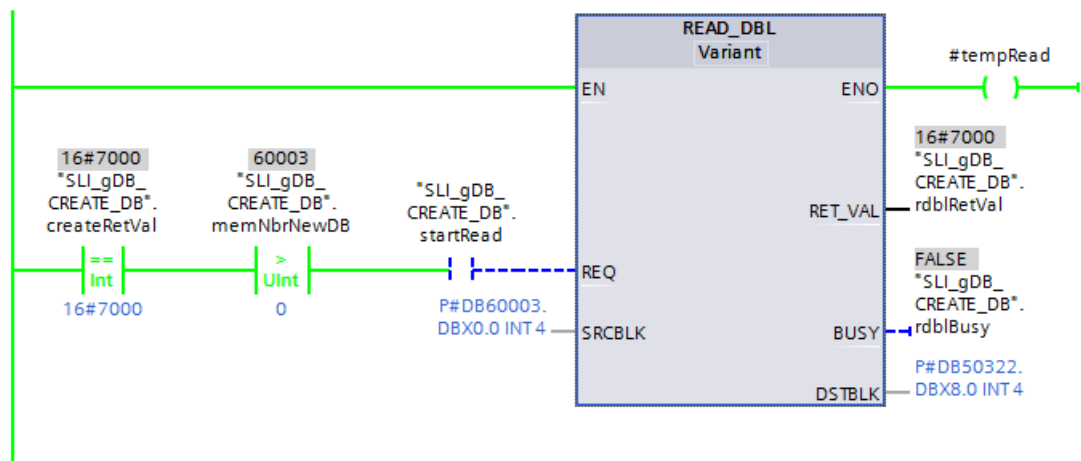 READ_DBL
Variant
#tempRead
EN
ENO
16#7000
"SLI_gDB_
CREATE_DB".
createRetVal
==
Int
16#7000
60003
"SLI_gDB_
CREATE_DB".
memNbrNewDB
>
UInt
0
"SLI_gDB_
CREATE_DB".
startRead
REQ
P#DB60003.
DBX0.0 INT 4
SRCBLK
RET_VAL
16#7000
"SLI_gDB_
CREATE_DB".
rdblRetVal
BUSY
FALSE
"SLI_gDB_
CREATE_DB".
rdblBusy
DSTBLK
P#DB50322.
DBX8.0 INT 4